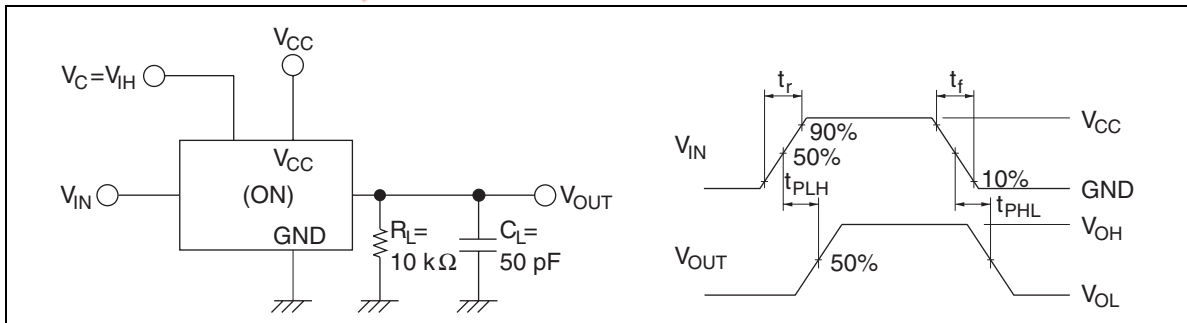 V_CC
V_C=V_IH
V_CC
V_IN
(ON)
V_OUT
GND
R_L=
10 kΩ
C_L=
50 pF
t_r
t_f
V_CC
90%
V_IN
50%
10%
GND
t_PLH
t_PHL
V_OH
V_OUT
50%
V_OL